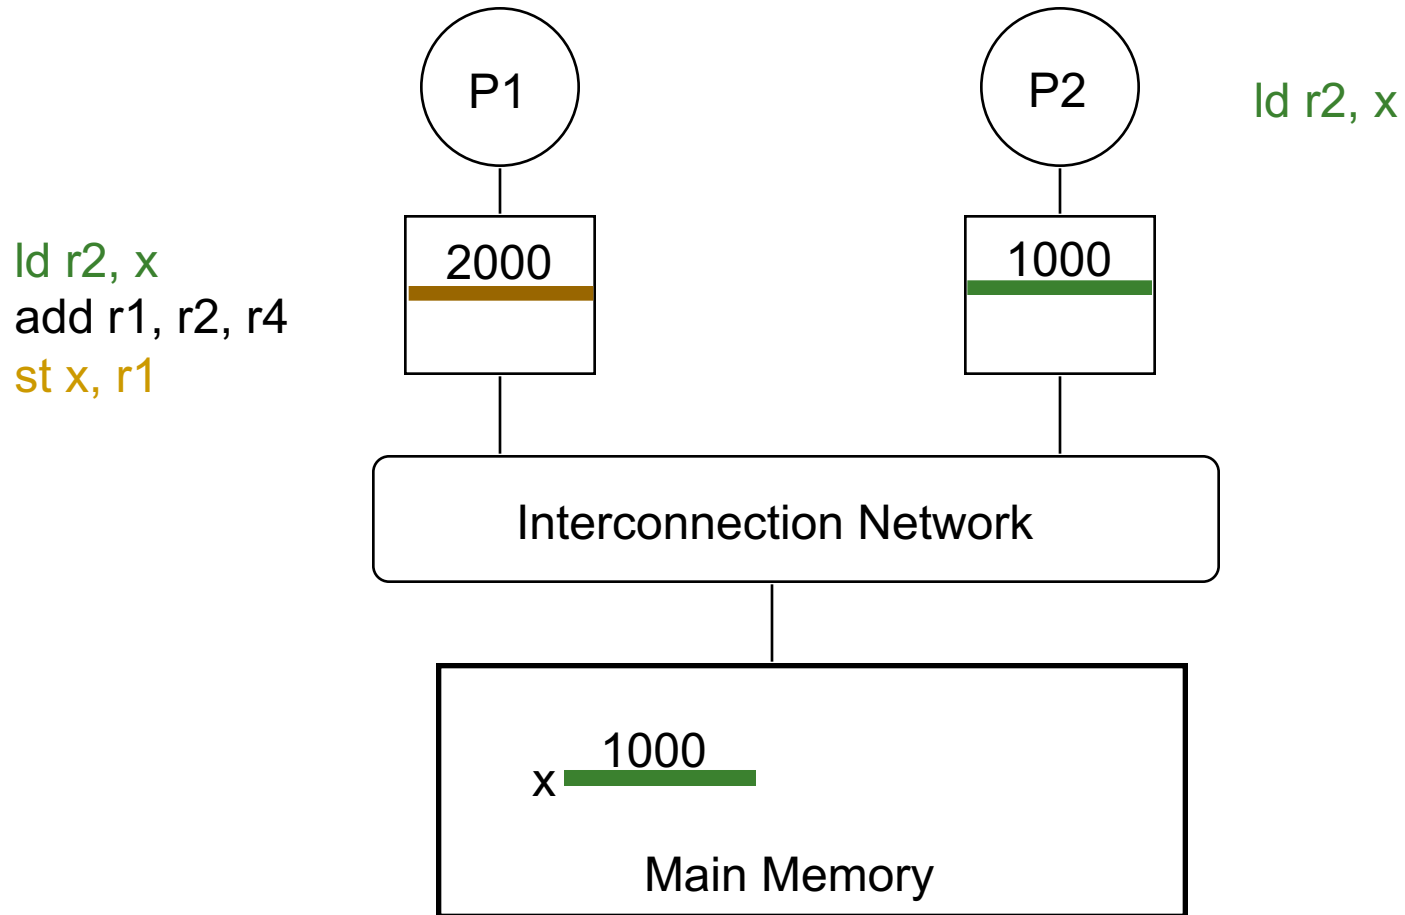 P1
P2
ld r2, x
2000
1000
ld r2, x
add r1, r2, r4
st x, r1
Interconnection Network
1000
x
Main Memory